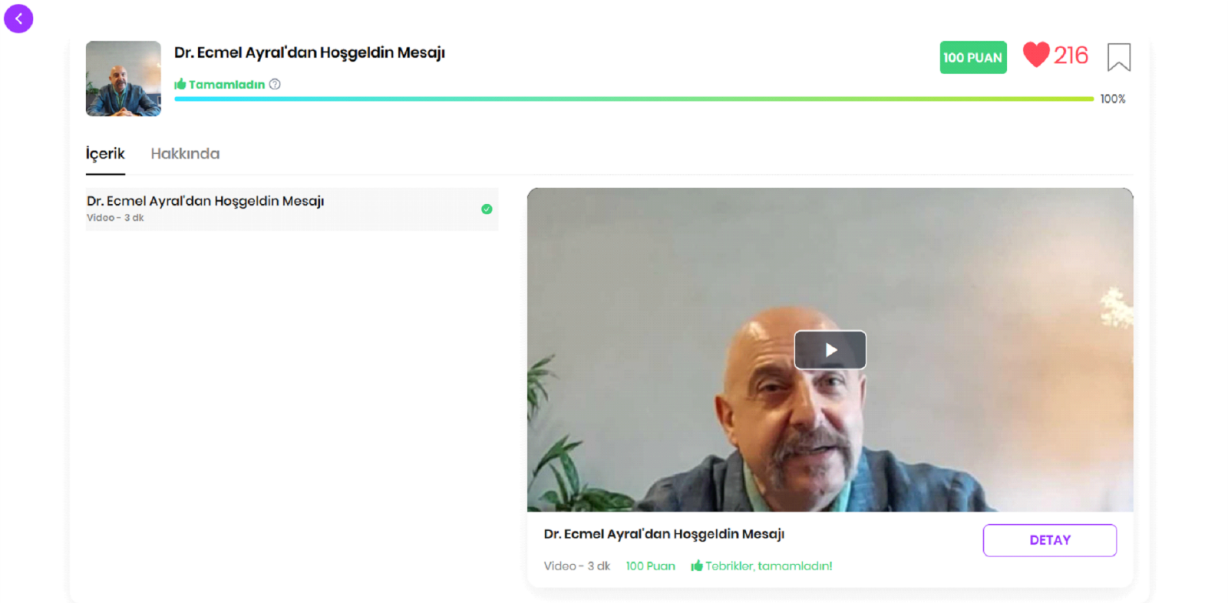 Dr. Ecmel Ayral'dan Hoşgeldin Mesajı
100 PUAN
216
Tamamladın
100%
İçerik
Hakkında
Dr. Ecmel Ayral'dan Hoşgeldin Mesajı
Video - 3 dk
Dr. Ecmel Ayral'dan Hoşgeldin Mesajı
DETAY
Video - 3 dk 100 Puan Tebrikler, tamamladın!